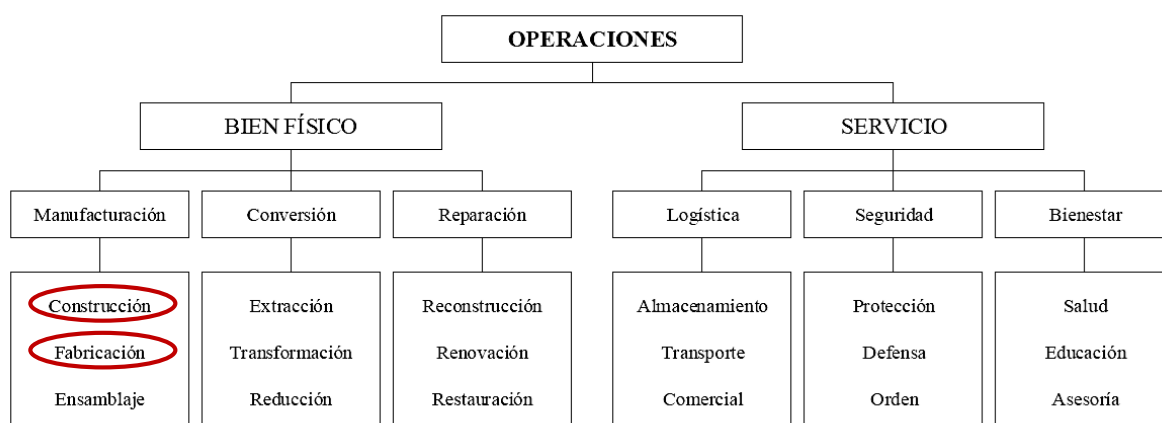 OPERACIONES
BIEN FÍSICO
SERVICIO
Manufacturación
Conversión
Reparación
Logística
Seguridad
Bienestar
Construcción
Fabricación
Ensamblaje
Extracción
Transformación
Reducción
Reconstrucción
Renovación
Restauración
Almacenamiento
Transporte
Comercial
Protección
Defensa
Orden
Salud
Educación
Asesoría